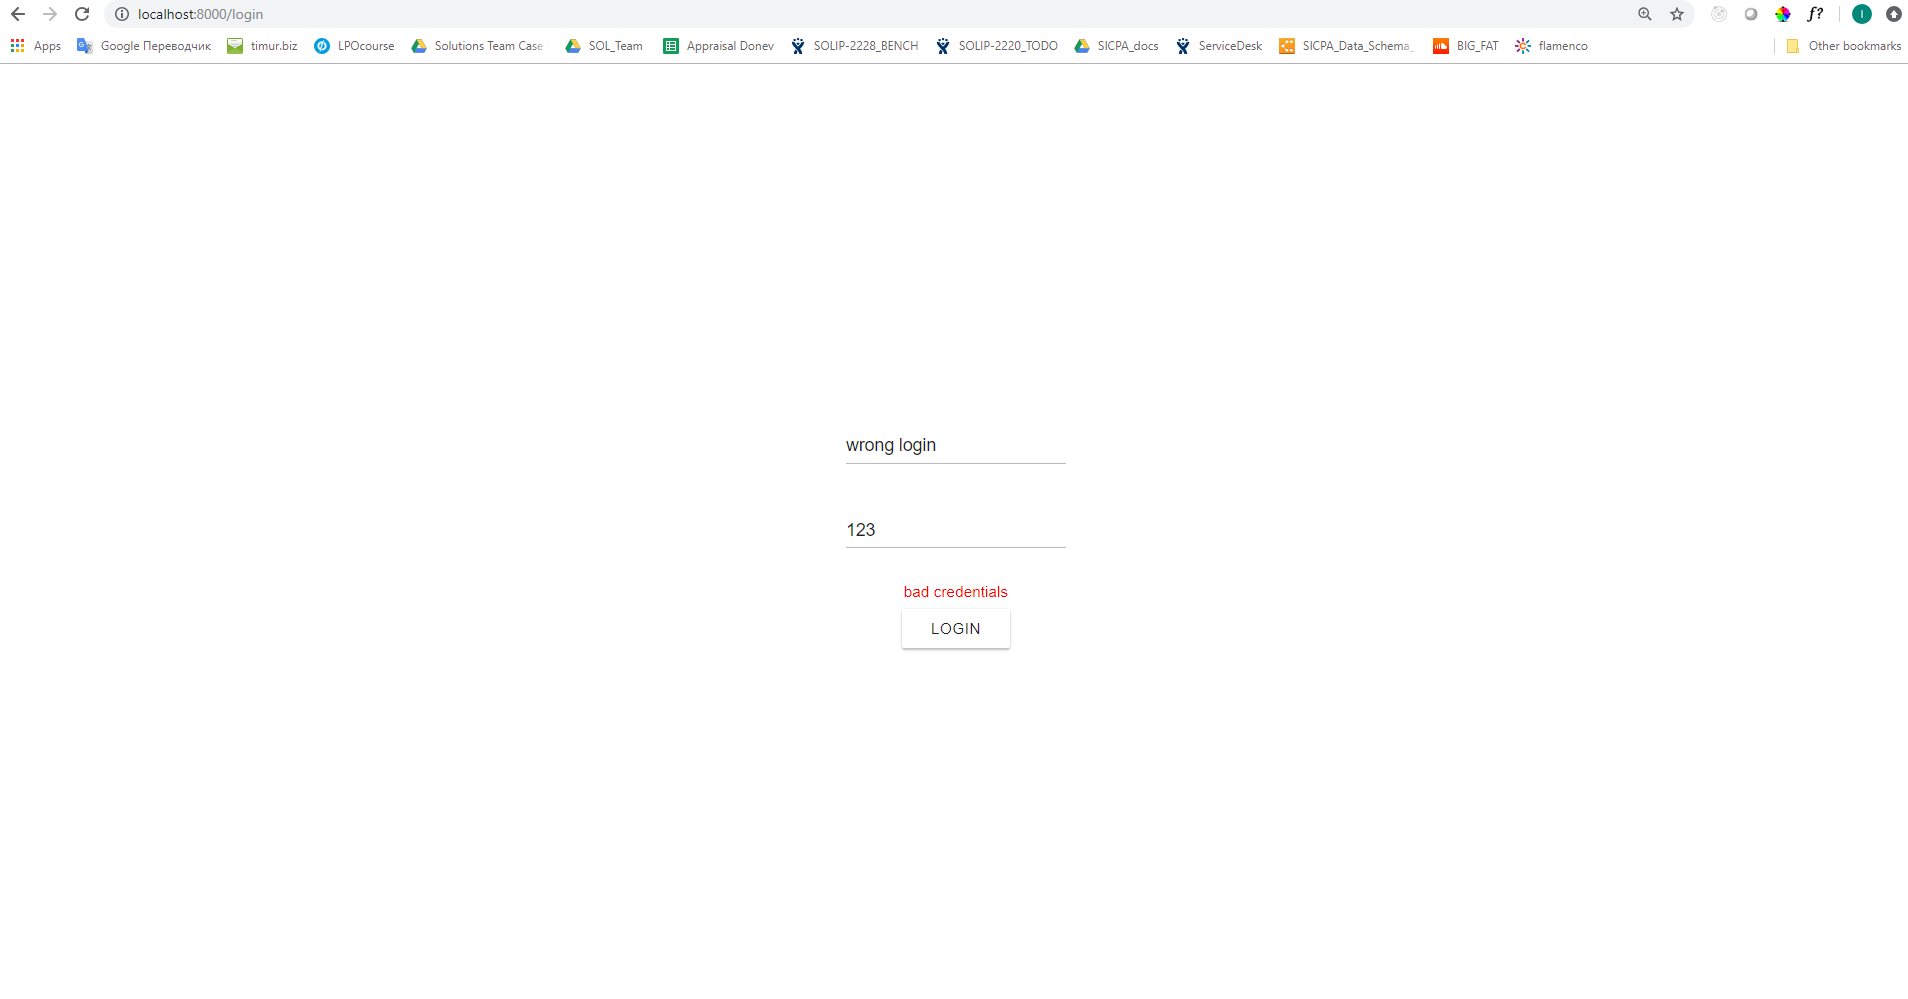 localhost:8000/login
Apps Google Переводчик timur.biz LPOcourse Solutions Team Case SOL_Team Appraisal Donev SOLIP-2228_BENCH SOLIP-2220_TODO SICPA_docs ServiceDesk SICPA_Data_Schema_ BIG_FAT flamenco Other bookmarks
wrong login
123
bad credentials
LOGIN